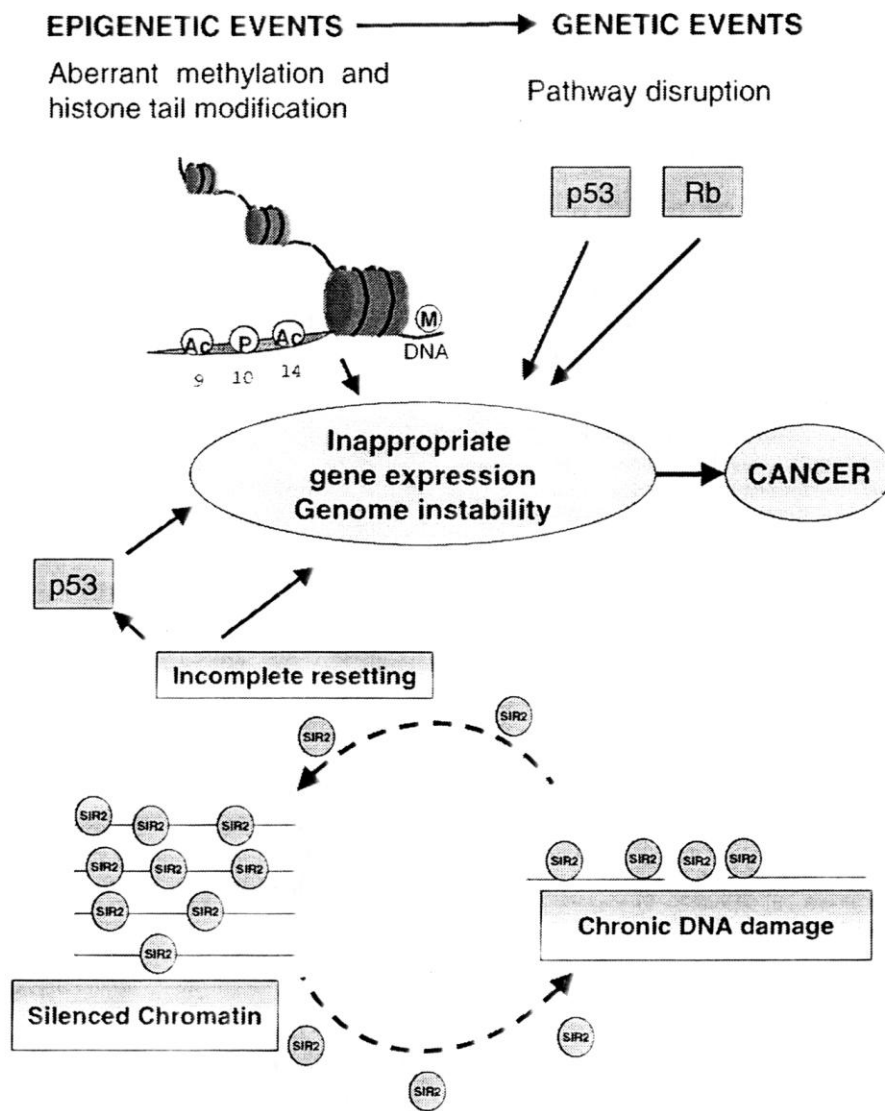 EPIGENETIC EVENTS GENETIC EVENTS
Aberrant methylation and
histone tail modification
Pathway disruption
p53 Rb
M
DNA
Ac P Ac
9 10 14
Inappropriate
gene expression
Genome instability
CANCER
p53
Incomplete resetting
SIR2
SIR2
SIR2
SIR2 SIR2
SIR2 SIR2 SIR2
SIR2 SIR2
SIR2
SIR2 SIR2 SIR2 SIR2
Chronic DNA damage
Silenced Chromatin
SIR2
SIR2
SIR2